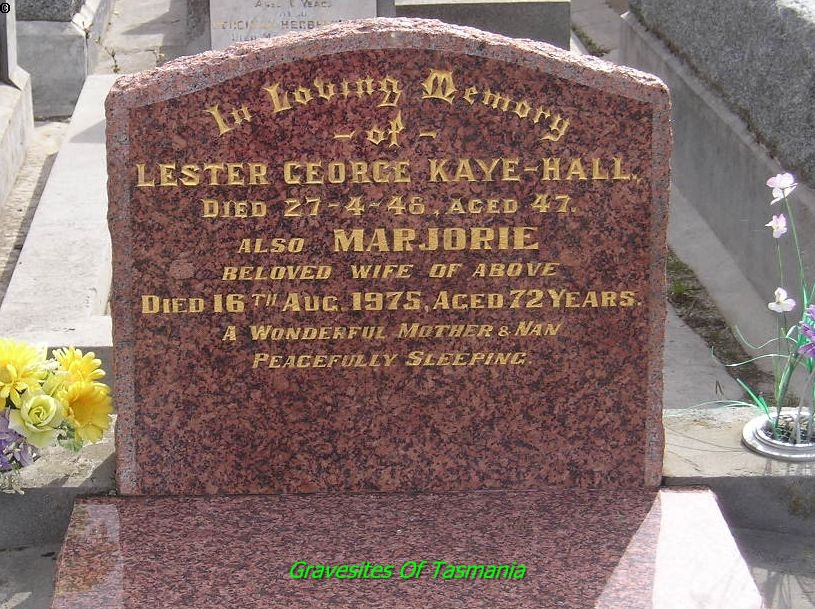 In Loving Memory
- of -
LESTER GEORGE KAYE-HALL.
DIED 27-4-48, AGED 47.
ALSO MARJORIE
BELOVED WIFE OF ABOVE
DIED 16TH AUG. 1975, AGED 72 YEARS.
A WONDERFUL MOTHER & NAN
PEACEFULLY SLEEPING.
Gravesites Of Tasmania
©